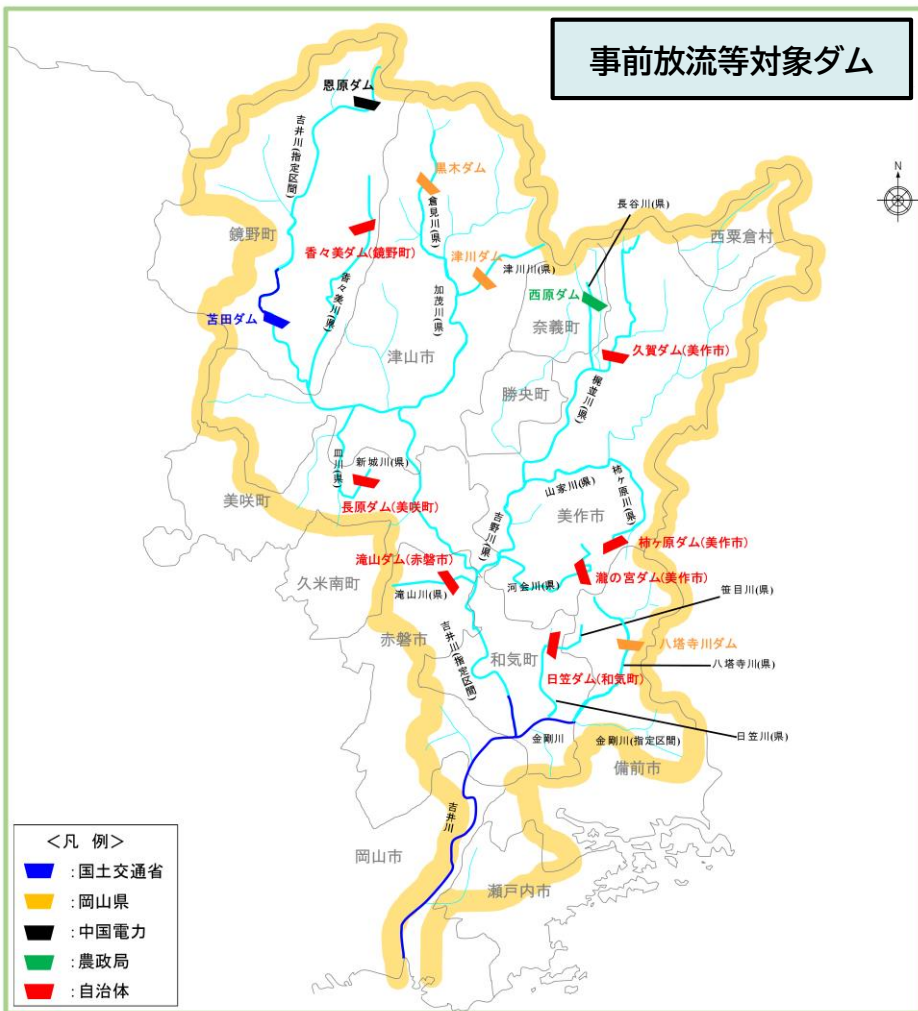 事前放流等対象ダム
恩原ダム
吉井川(指定区間)
黒木ダム
N
長谷川(県)
倉見川(県)
西粟倉村
鏡野町
香々美ダム(鏡野町)
津川ダム
津川川(県)
香々美川(県)
加茂川(県)
西原ダム
奈義町
苫田ダム
津山市
久賀ダム(美作市)
勝央町
梶並川(県)
皿川(県)
新城川(県)
山家川(県)
柿ヶ原川(県)
美咲町
長原ダム(美咲町)
吉野川(県)
美作市
柿ヶ原ダム(美作市)
滝山ダム(赤磐市)
瀧の宮ダム(美作市)
久米南町
滝山川(県)
河会川(県)
笹目川(県)
赤磐市
吉井川(指定区間)
和気町
八塔寺川ダム
八塔寺川(県)
日笠ダム(和気町)
金剛川
金剛川(指定区間)
日笠川(県)
備前市
吉井川
岡山市
瀬戸内市
<凡 例>
:国土交通省
:岡山県
:中国電力
:農政局
:自治体